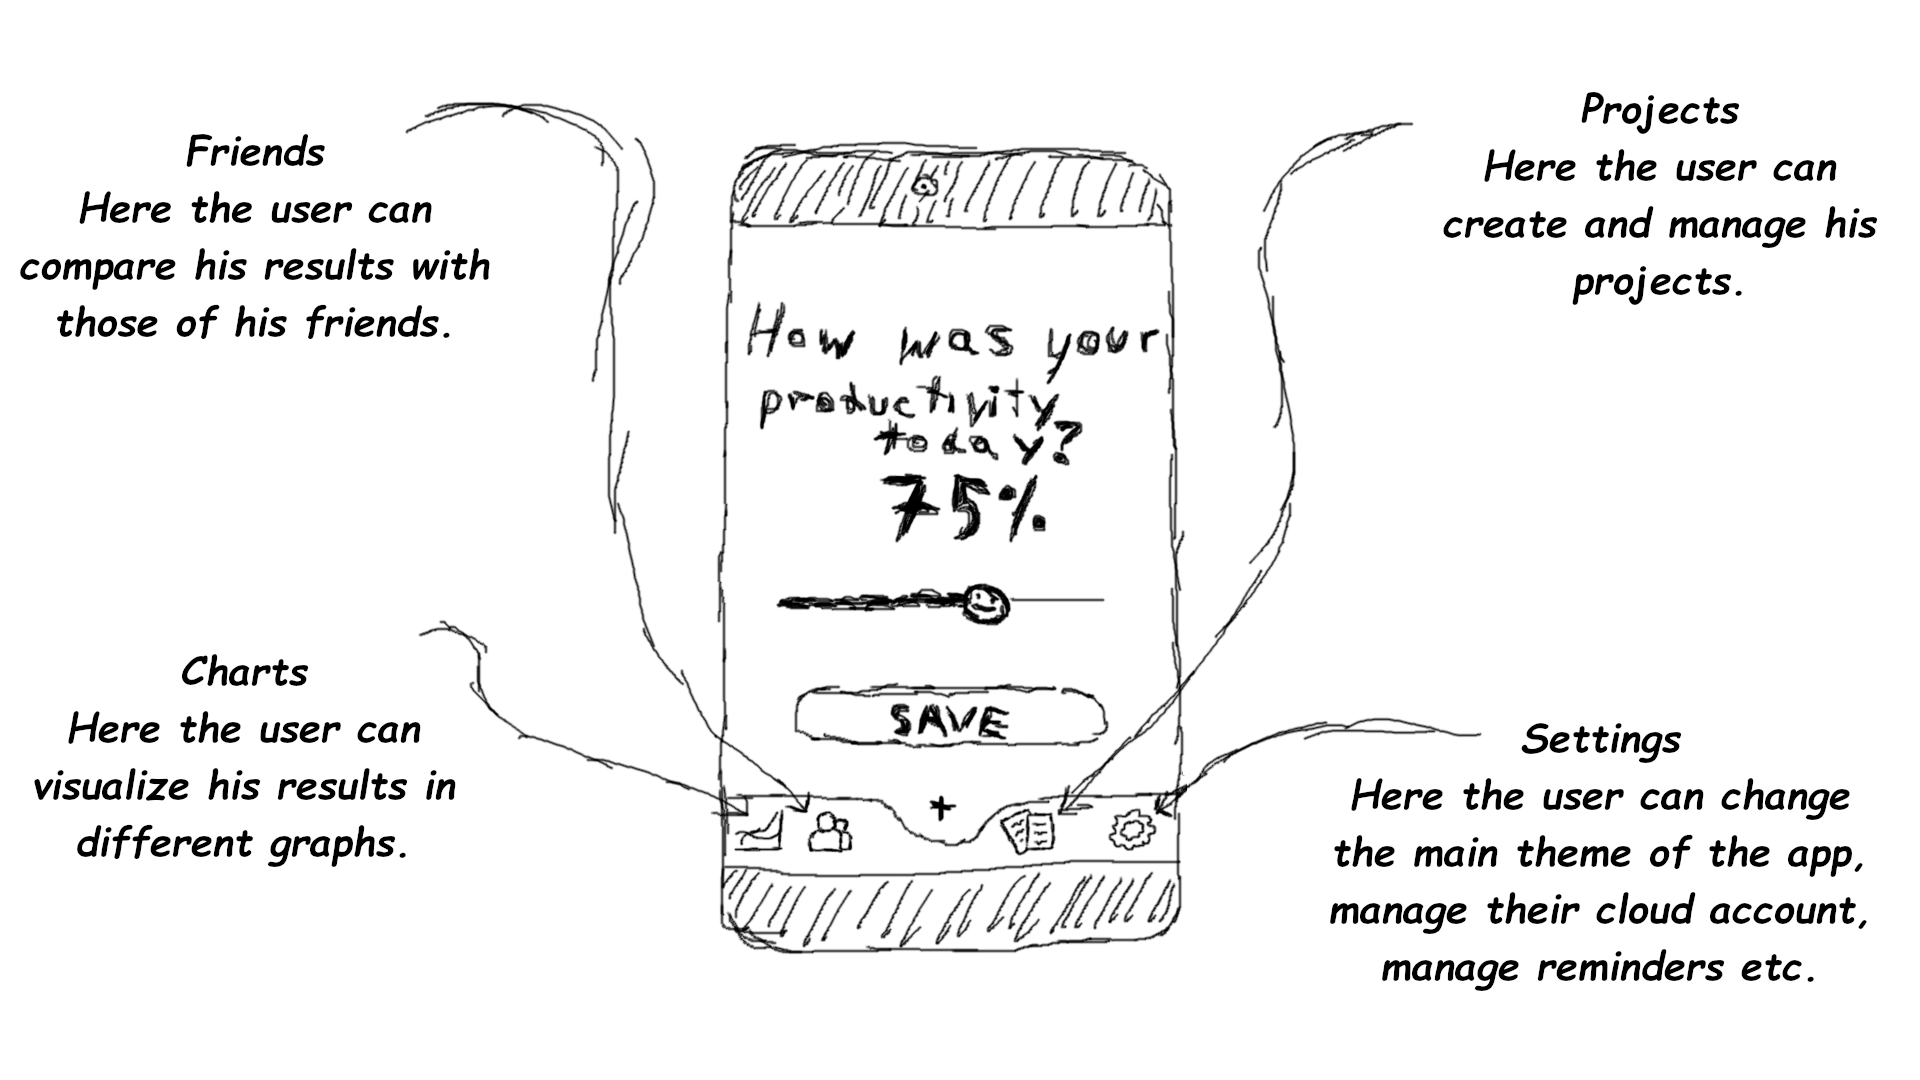 Friends
Here the user can
compare his results with
those of his friends.
Projects
Here the user can
create and manage his
projects.
How was your
productivity
today?
75%
SAVE
+
Charts
Here the user can
visualize his results in
different graphs.
Settings
Here the user can change
the main theme of the app,
manage their cloud account,
manage reminders etc.